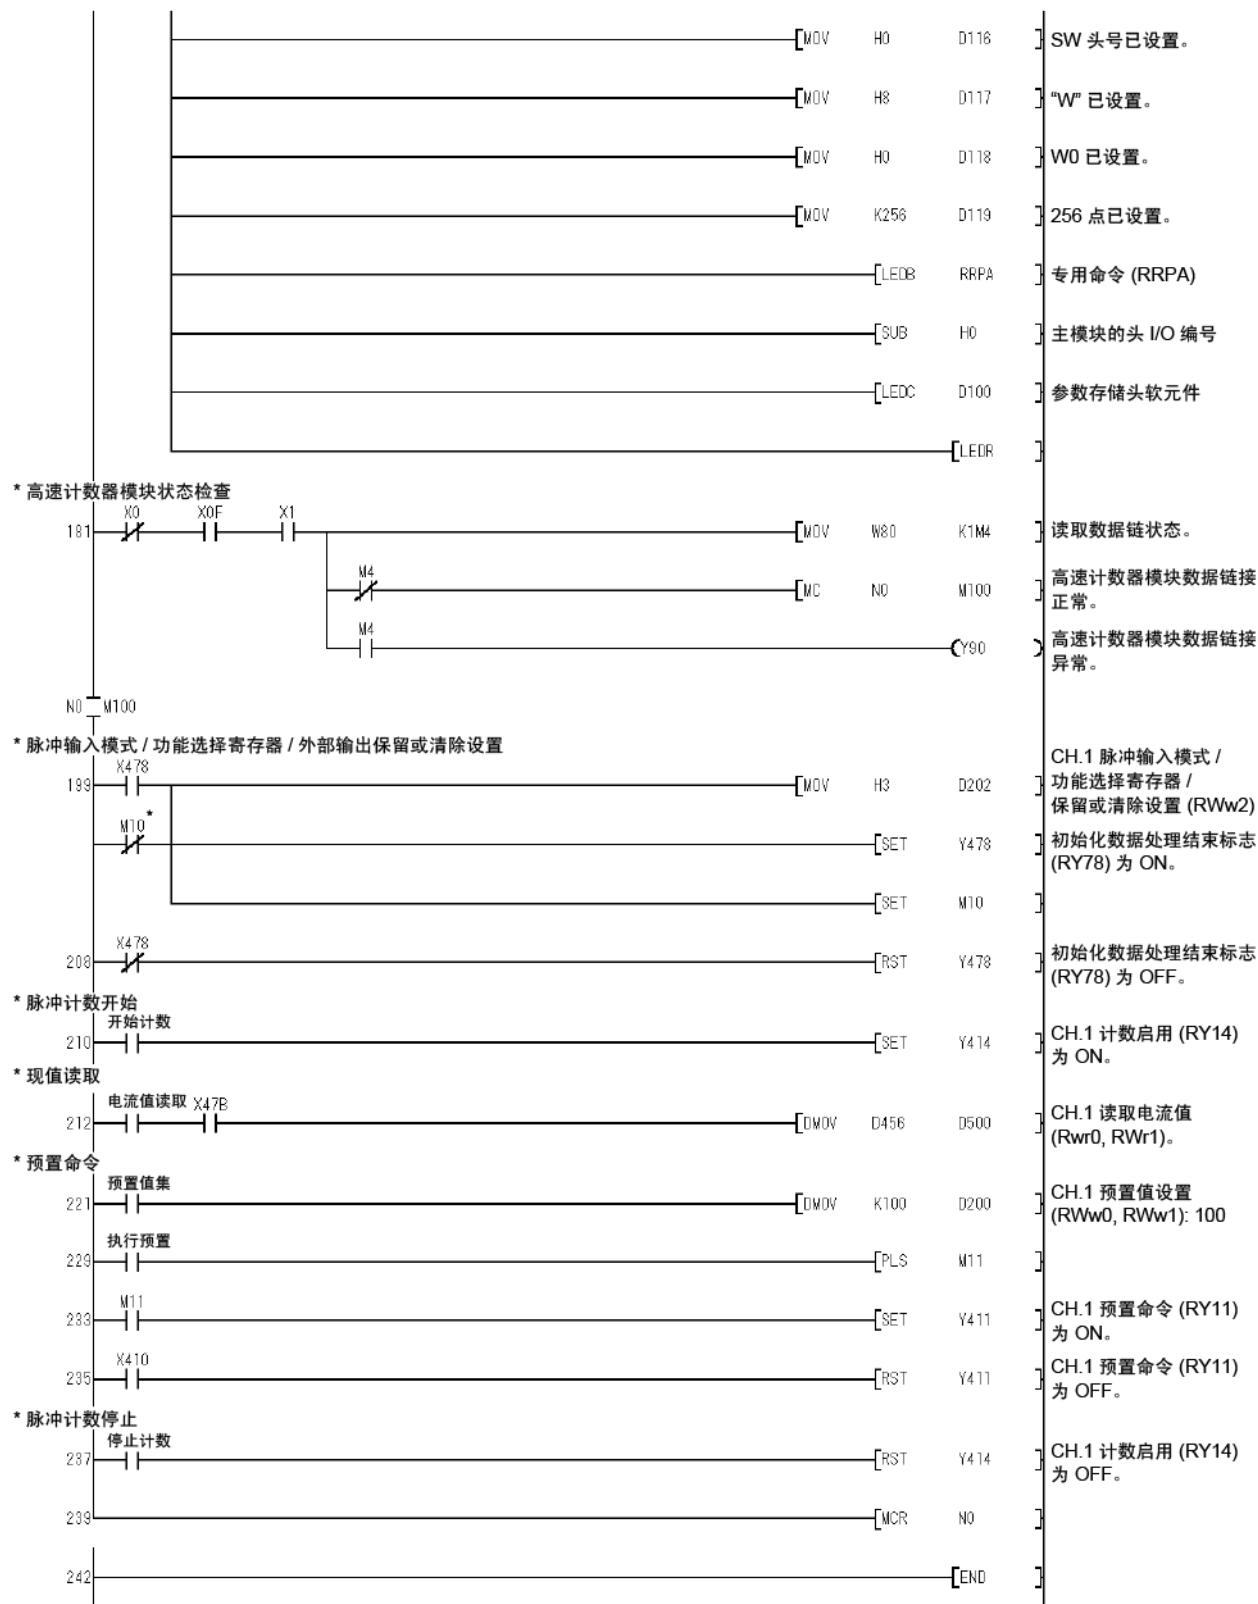 [MOV H0 D116 ] SW 头号已设置。
[MOV H8 D117 ] “W” 已设置。
[MOV H0 D118 ] W0 已设置。
[MOV K256 D119 ] 256 点已设置。
[LEDB RRPA ] 专用命令 (RRPA)
[SUB H0 ] 主模块的头 I/O 编号
[LEDC D100 ] 参数存储头软元件
[LEDR ]
* 高速计数器模块状态检查
X0 X0F X1
181 [MOV W80 K1M4 ] 读取数据链状态。
M4
[MC N0 M100 ] 高速计数器模块数据链接
正常。
M4
(Y90 ) 高速计数器模块数据链接
异常。
N0 M100
* 脉冲输入模式 / 功能选择寄存器 / 外部输出保留或清除设置
X478
199 [MOV H3 D202 ] CH.1 脉冲输入模式 /
功能选择寄存器 /
保留或清除设置 (RWw2)
M10 *
[SET Y478 ] 初始化数据处理结束标志
(RY78) 为 ON。
[SET M10 ]
X478
208 [RST Y478 ] 初始化数据处理结束标志
(RY78) 为 OFF。
* 脉冲计数开始
开始计数
210 [SET Y414 ] CH.1 计数启用 (RY14)
为 ON。
* 现值读取
电流值读取 X47B
212 [DMOV D456 D500 ] CH.1 读取电流值
(Rwr0, RWr1)。
* 预置命令
预置值集
221 [DMOV K100 D200 ] CH.1 预置值设置
(RWw0, RWw1): 100
执行预置
229 [PLS M11 ]
M11
233 [SET Y411 ] CH.1 预置命令 (RY11)
为 ON。
X410
235 [RST Y411 ] CH.1 预置命令 (RY11)
为 OFF。
* 脉冲计数停止
停止计数
237 [RST Y414 ] CH.1 计数启用 (RY14)
为 OFF。
239 [MCR N0 ]
242 [END ]